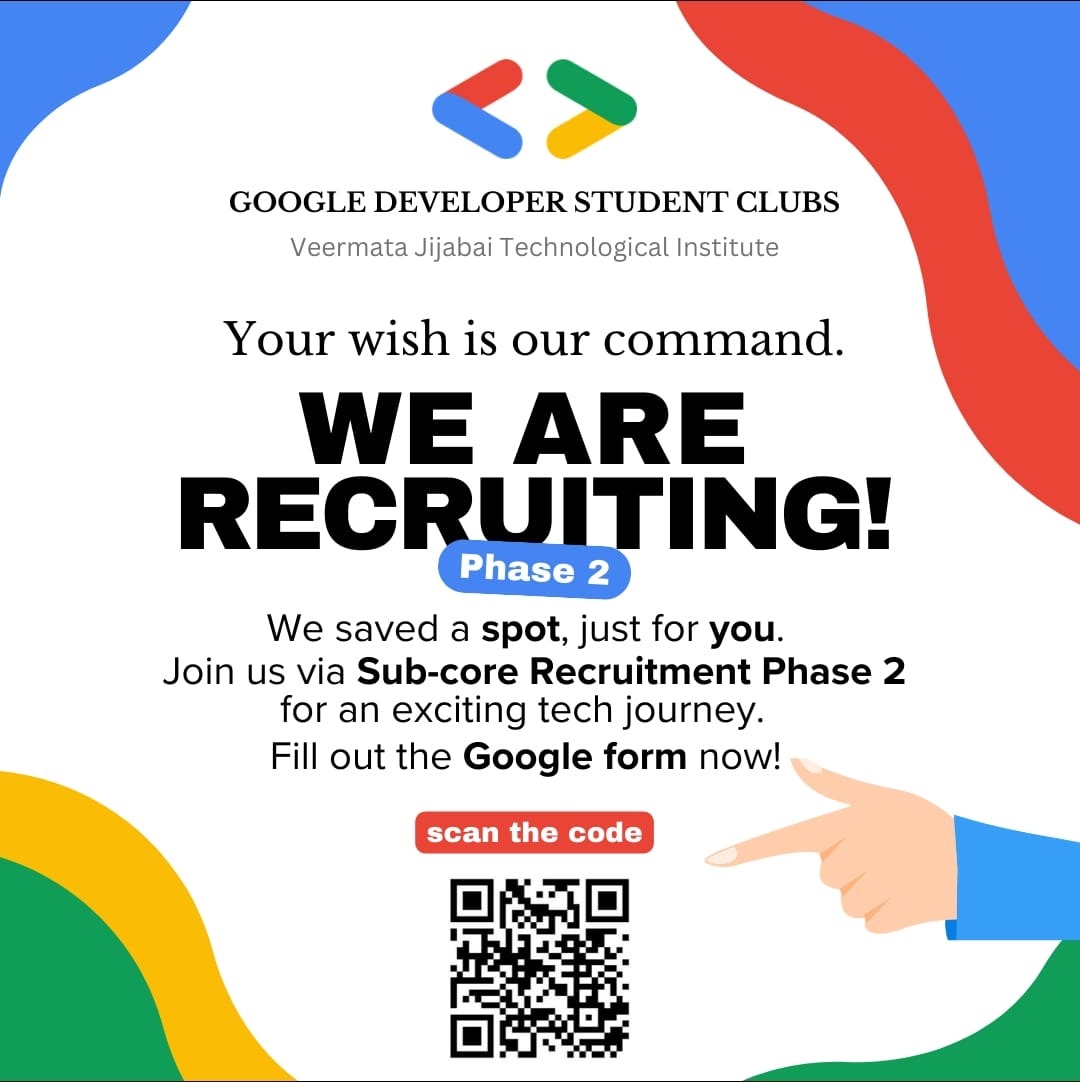 GOOGLE DEVELOPER STUDENT CLUBS
Veermata Jijabai Technological Institute
Your wish is our command.
WE ARE
RECRUITING!
Phase 2
We saved a spot, just for you.
Join us via Sub-core Recruitment Phase 2
for an exciting tech journey.
Fill out the Google form now!
scan the code